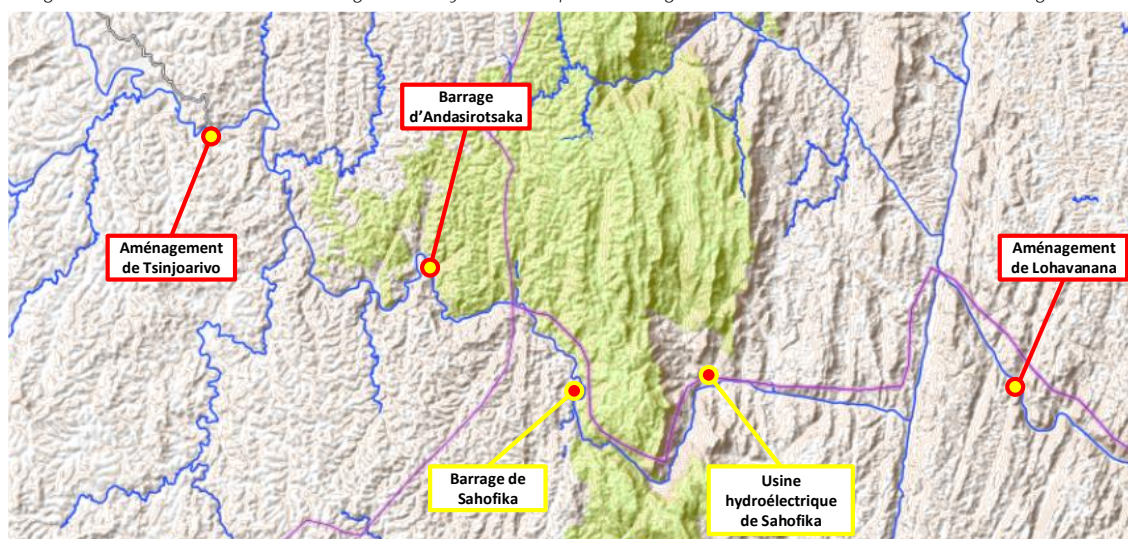 Barrage
d'Andasirotsaka
Aménagement
de Tsinjoarivo
Aménagement
de Lohavanana
Barrage de
Sahofika
Usine
hydroélectrique
de Sahofika